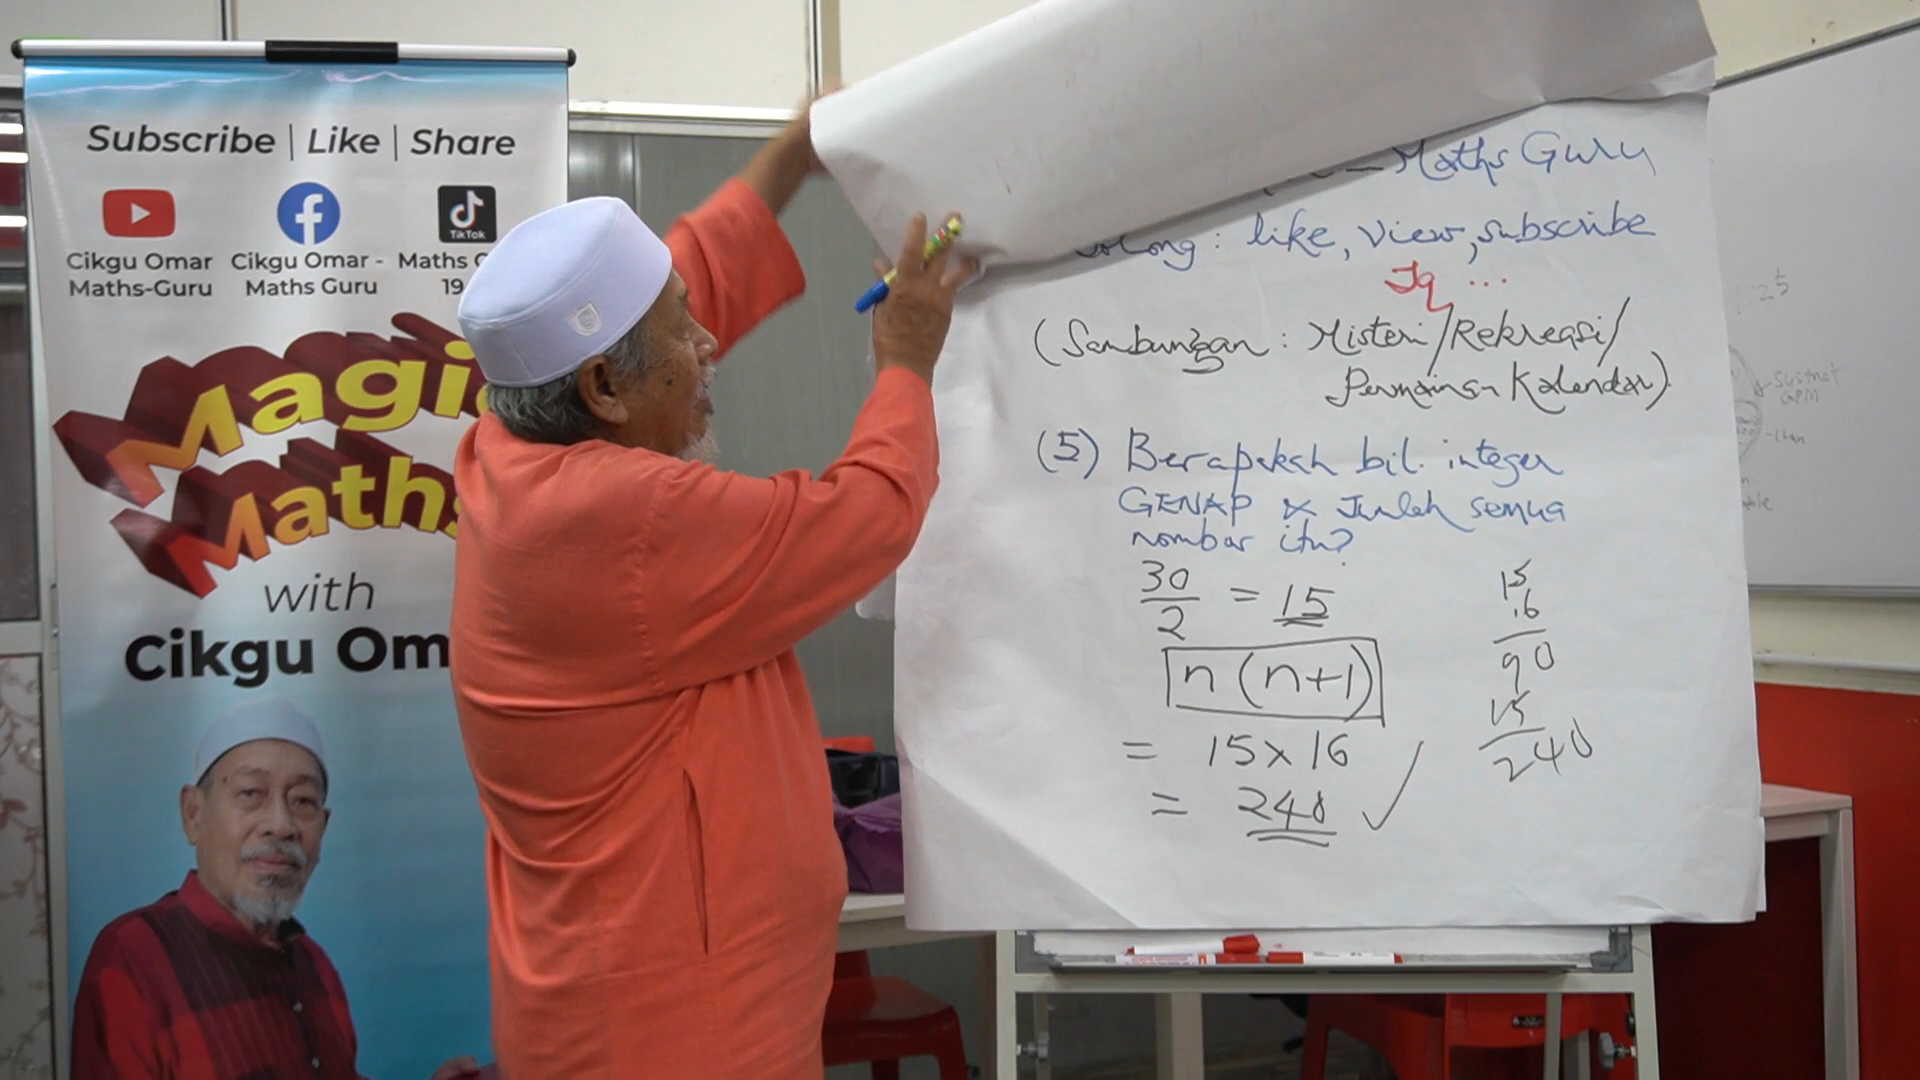 Subscribe | Like | Share
TikTok
Cikgu Omar
Maths-Guru
Cikgu Omar -
Maths Guru
Maths
19
Magic
Maths
with
Cikgu Om
Maths Guru
: like, view, subscribe
Tq ...
(Sambungan : Misteri/Rekreasi/
Permainan Kalendar)
(5) Berapakah bil. integer
GENAP & Jumlah semua
nombor itu?
30
2
= 15
n (n+1)
= 15 x 16
= 240 ✓
15
16
90
15
240